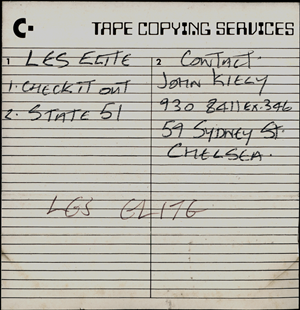 C· TAPE COPYING SERVICES
1 LES ELITE
1. CHECK IT OUT
2. STATE 51
2 CONTACT.
JOHN KIELY
930 8411 EX. 346
59 SYDNEY ST.
CHELSEA.
LES ELITE